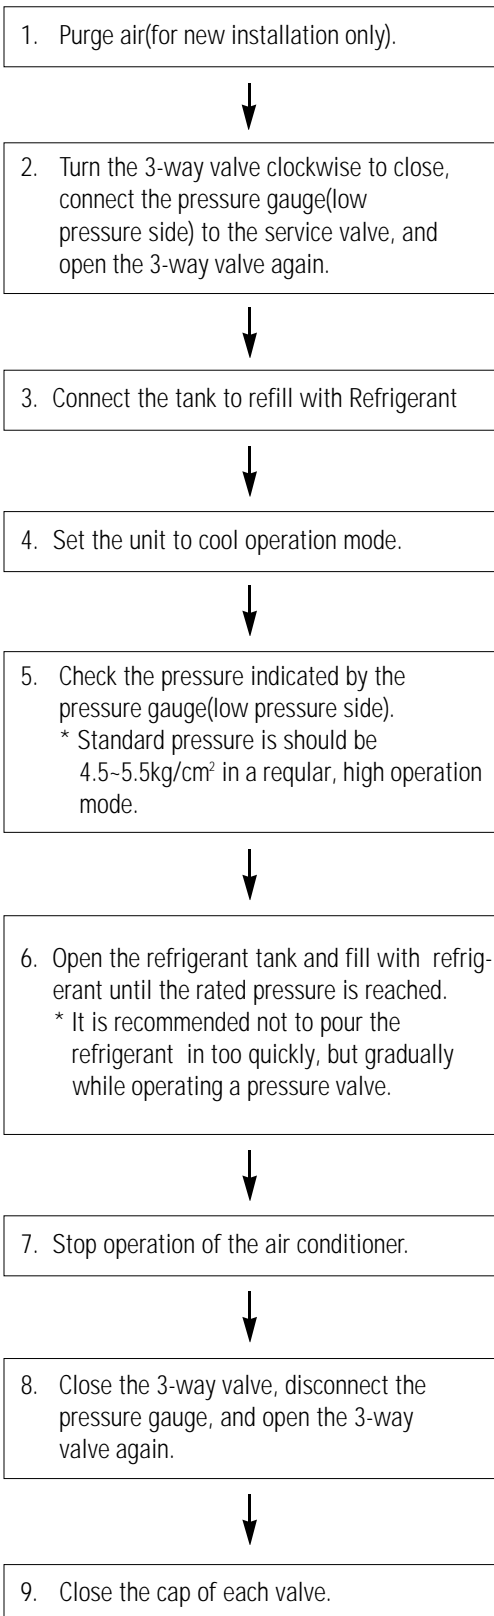 1. Purge air(for new installation only).
2. Turn the 3-way valve clockwise to close,
connect the pressure gauge(low
pressure side) to the service valve, and
open the 3-way valve again.
3. Connect the tank to refill with Refrigerant
4. Set the unit to cool operation mode.
5. Check the pressure indicated by the
pressure gauge(low pressure side).
* Standard pressure is should be
4.5~5.5kg/cm² in a reqular, high operation
mode.
6. Open the refrigerant tank and fill with refrig-
erant until the rated pressure is reached.
* It is recommended not to pour the
refrigerant in too quickly, but gradually
while operating a pressure valve.
7. Stop operation of the air conditioner.
8. Close the 3-way valve, disconnect the
pressure gauge, and open the 3-way
valve again.
9. Close the cap of each valve.